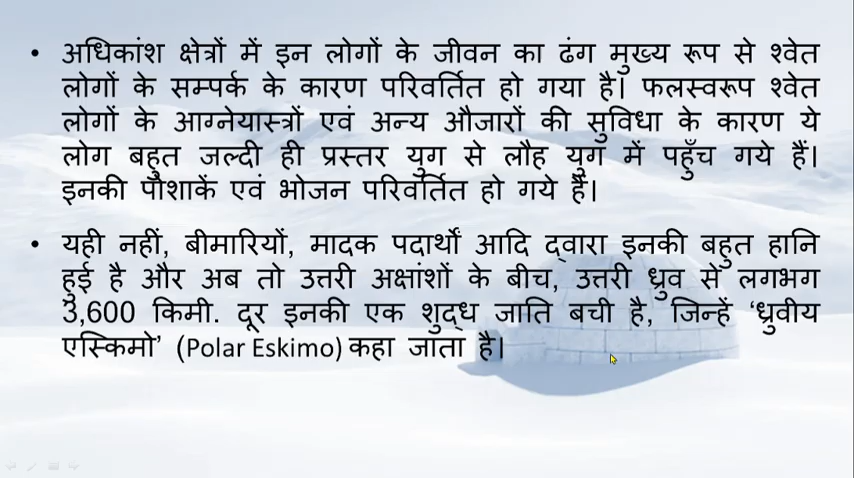 • अधिकांश क्षेत्रों में इन लोगों के जीवन का ढंग मुख्य रूप से श्वेत
लोगों के सम्पर्क के कारण परिवर्तित हो गया है। फलस्वरूप श्वेत
लोगों के आग्नेयास्त्रों एवं अन्य औजारों की सुविधा के कारण ये
लोग बहुत जल्दी ही प्रस्तर युग से लौह युग में पहुँच गये हैं।
इनकी पोशाकें एवं भोजन परिवर्तित हो गये हैं।
• यही नहीं, बीमारियों, मादक पदार्थों आदि द्वारा इनकी बहुत हानि
हुई है और अब तो उत्तरी अक्षांशों के बीच, उत्तरी ध्रुव से लगभग
3,600 किमी. दूर इनकी एक शुद्ध जाति बची है, जिन्हें ‘ध्रुवीय
एस्किमो’ (Polar Eskimo) कहा जाता है।